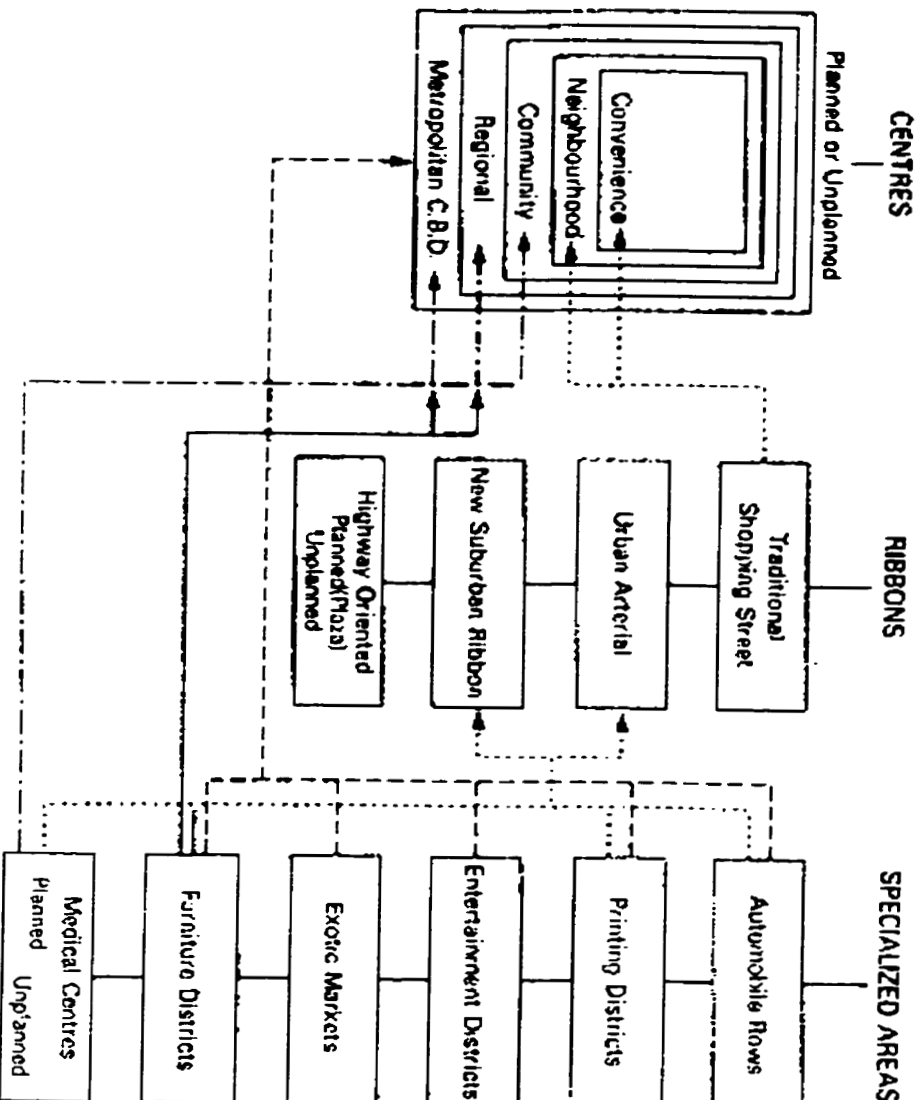 CENTRES
Planned or Unplanned
Convenience
Neighbourhood
Community
Regional
Metropolitan C.B.D.
RIBBONS
Traditional
Shopping Street
Urban Arterial
New Suburban Ribbon
Highway Oriented
Planned(Plaza)
Unplanned
SPECIALIZED AREAS
Automobile Rows
Printing Districts
Entertainment Districts
Exotic Markets
Furniture Districts
Medical Centres
Planned Unplanned